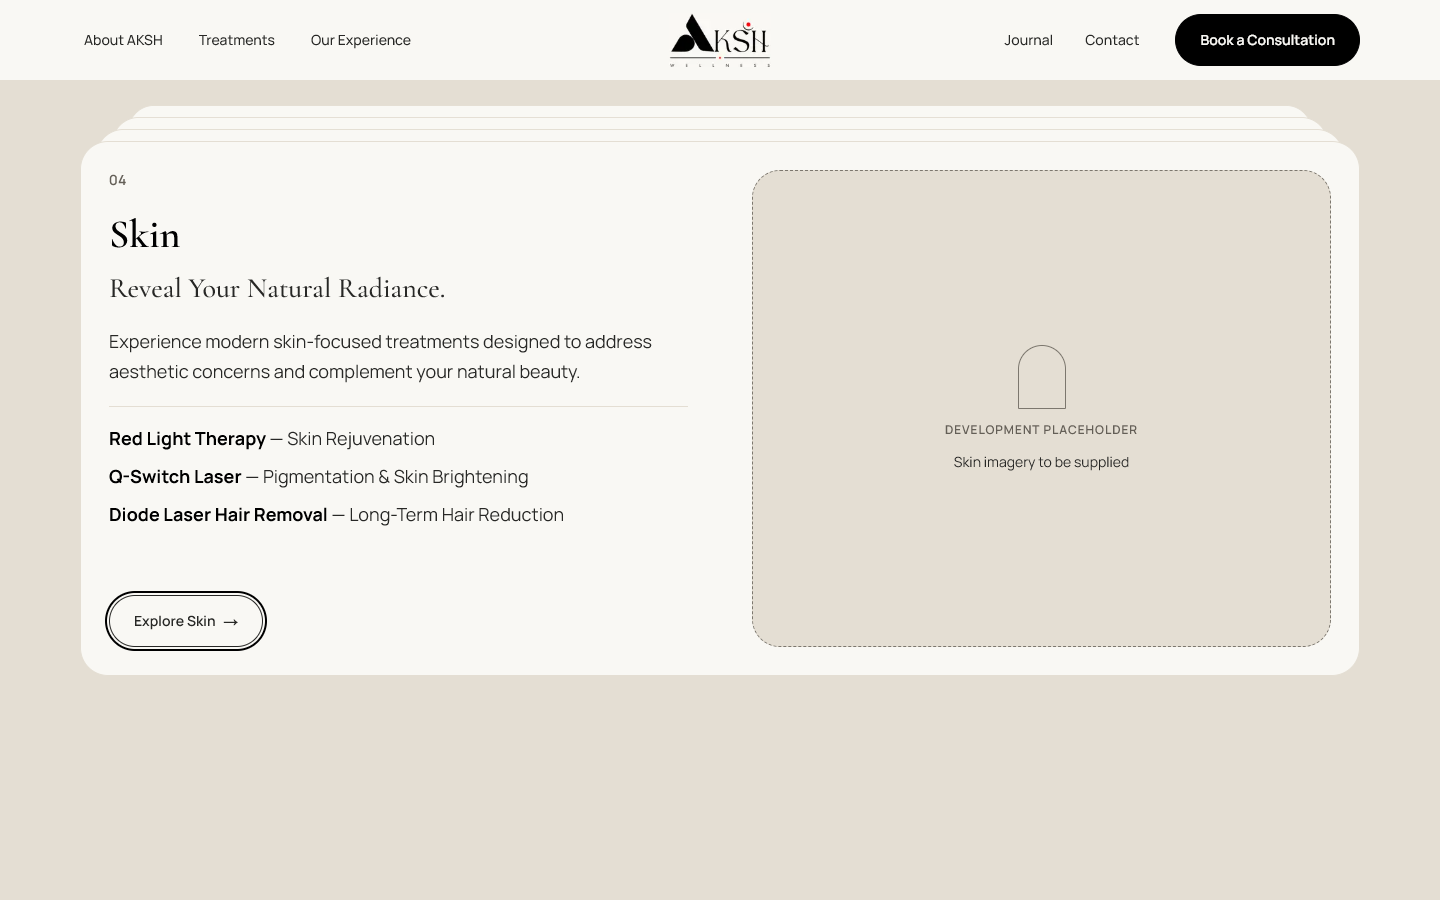 About AKSH
Treatments
Our Experience
AKSH
WELLNESS
Journal
Contact
Book a Consultation
04
Skin
Reveal Your Natural Radiance.
Experience modern skin-focused treatments designed to address
aesthetic concerns and complement your natural beauty.
Red Light Therapy — Skin Rejuvenation
Q-Switch Laser — Pigmentation & Skin Brightening
Diode Laser Hair Removal — Long-Term Hair Reduction
Explore Skin →
DEVELOPMENT PLACEHOLDER
Skin imagery to be supplied